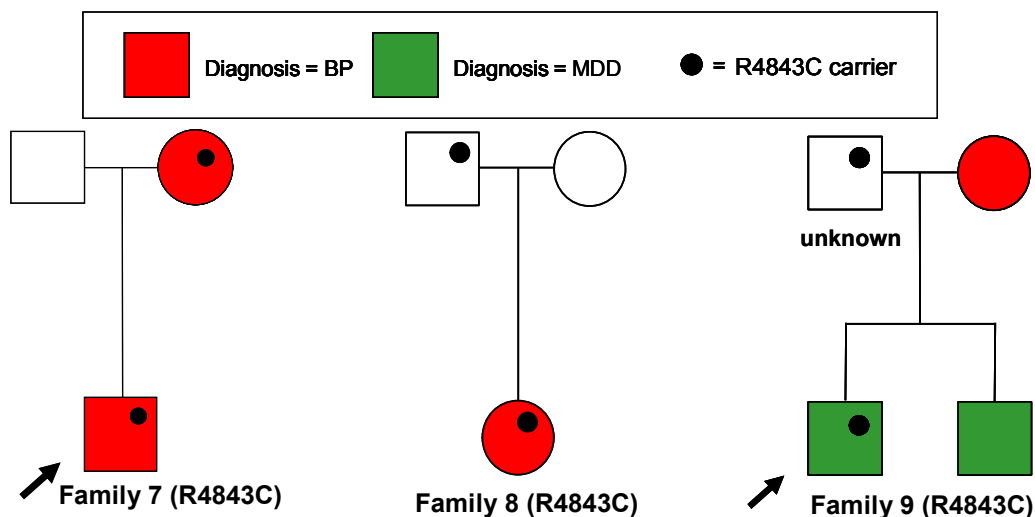 Diagnosis = BP
Diagnosis = MDD
= R4843C carrier
unknown
Family 7 (R4843C)
Family 8 (R4843C)
Family 9 (R4843C)